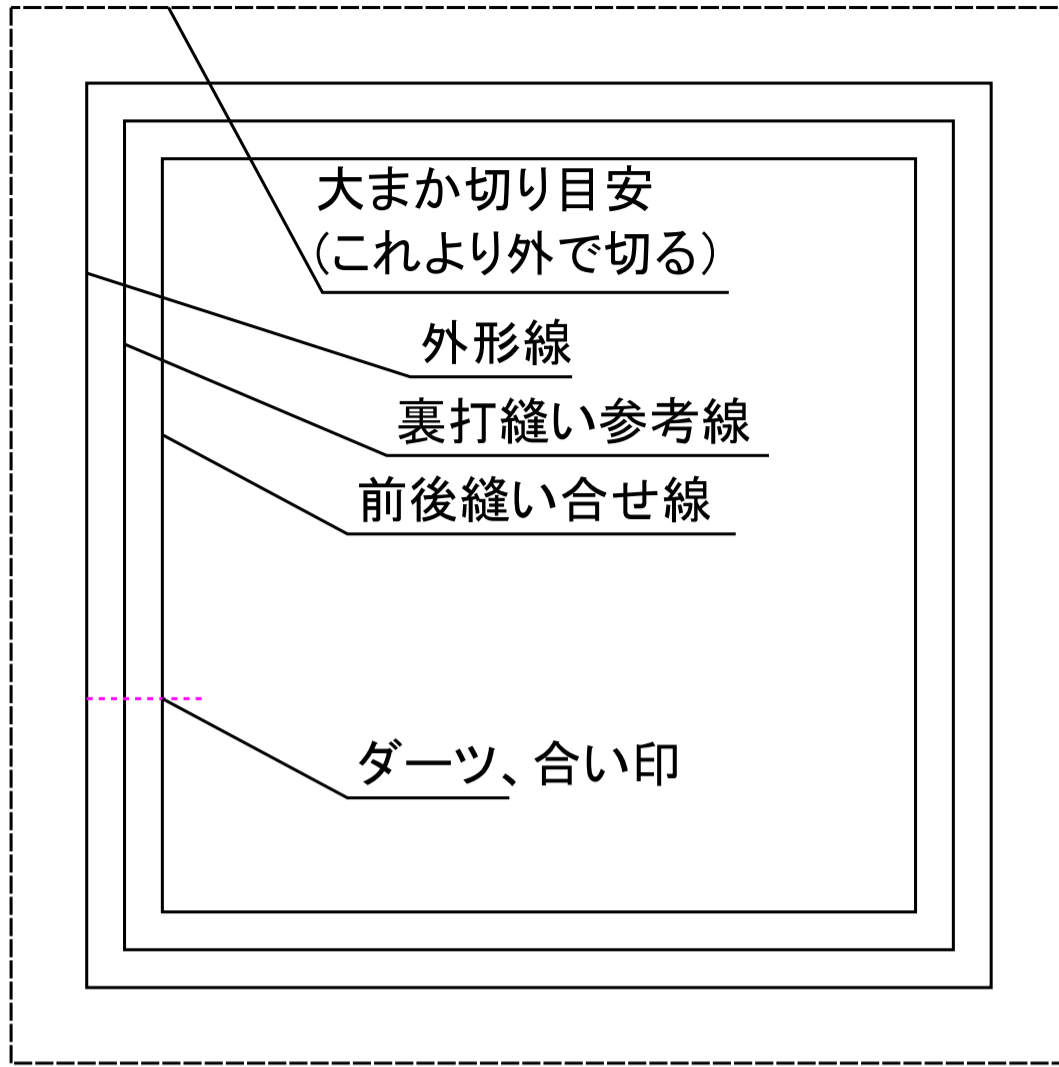 大まか切り目安
(これより外で切る)
外形線
裏打縫い参考線
前後縫い合せ線
ダーツ、合い印